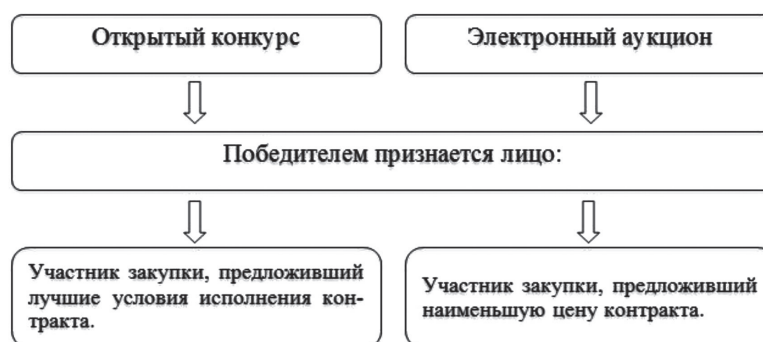 Открытый конкурс
Электронный аукцион
Победителем признается лицо:
Участник закупки, предложивший
лучшие условия исполнения кон-
тракта.
Участник закупки, предложивший
наименьшую цену контракта.